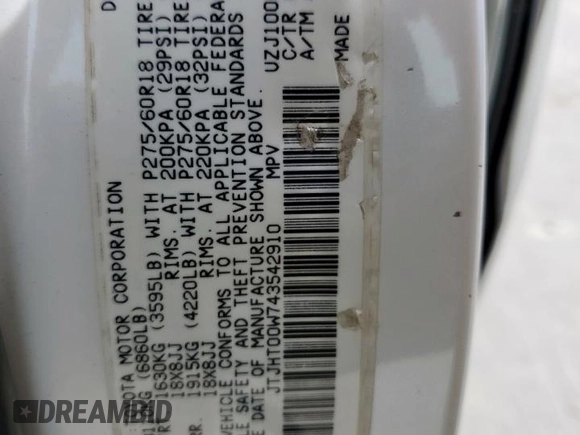 OTA MOTOR CORPORATION
(6860LB)
1630KG (3595LB) WITH P275/60R18 TIRE
18X8JJ RIMS. AT 200KPA (29PSI)
RR. 1915KG (4220LB) WITH P275/60R18 TIRE
18X8JJ RIMS. AT 220KPA (32PSI)
VEHICLE CONFORMS TO ALL APPLICABLE FEDERA
LE SAFETY AND THEFT PREVENTION STANDARDS
E DATE OF MANUFACTURE SHOWN ABOVE.
JTJHT00W743542910 MPV
UZJ100
C/TR
A/TM
MADE
DREAMBID